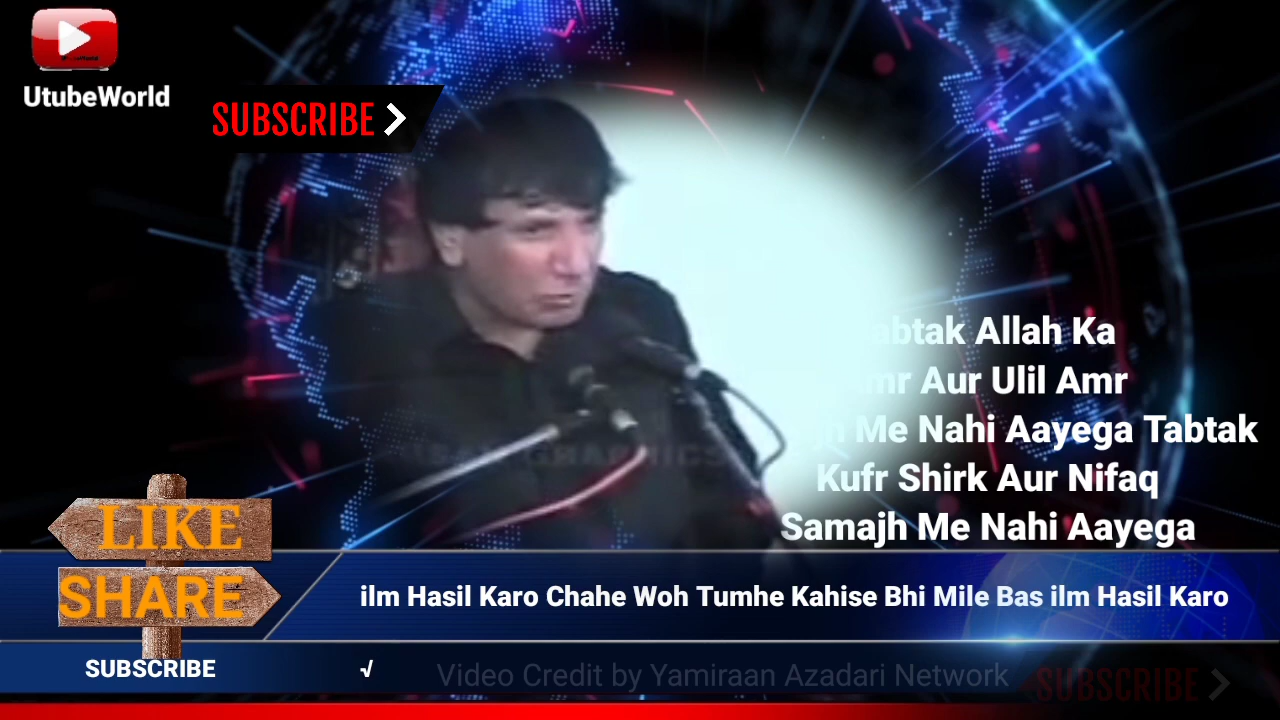 UtubeWorld
SUBSCRIBE
Allah Ka
Aur Ulil Amr
Me Nahi Aayega Tabtak
Kufr Shirk Aur Nifaq
Samajh Me Nahi Aayega
LIKE
SHARE
ilm Hasil Karo Chahe Woh Tumhe Kahise Bhi Mile Bas ilm Hasil Karo
SUBSCRIBE √
Video Credit by Yamiraan Azadari Network
SUBSCRIBE